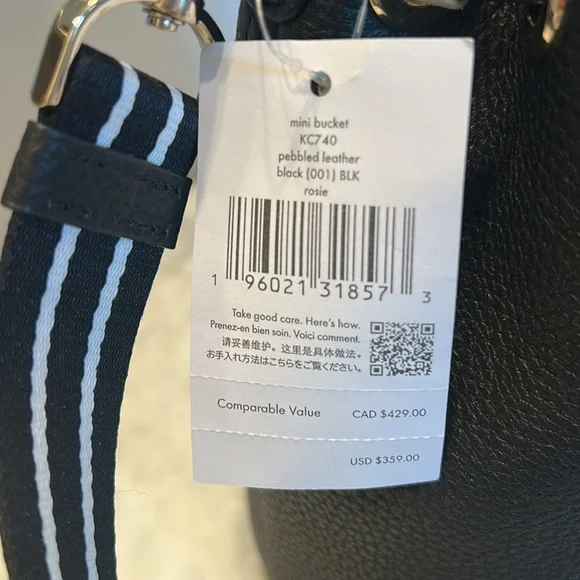 mini bucket
KC740
pebbled leather
black (001) BLK
rosie
1 96021 31857 3
Take good care. Here's how.
Prenez-en bien soin. Voici comment.
请妥善维护。这里是具体做法。
お手入れ方法はこちらをご覧ください。
Comparable Value CAD $429.00
USD $359.00